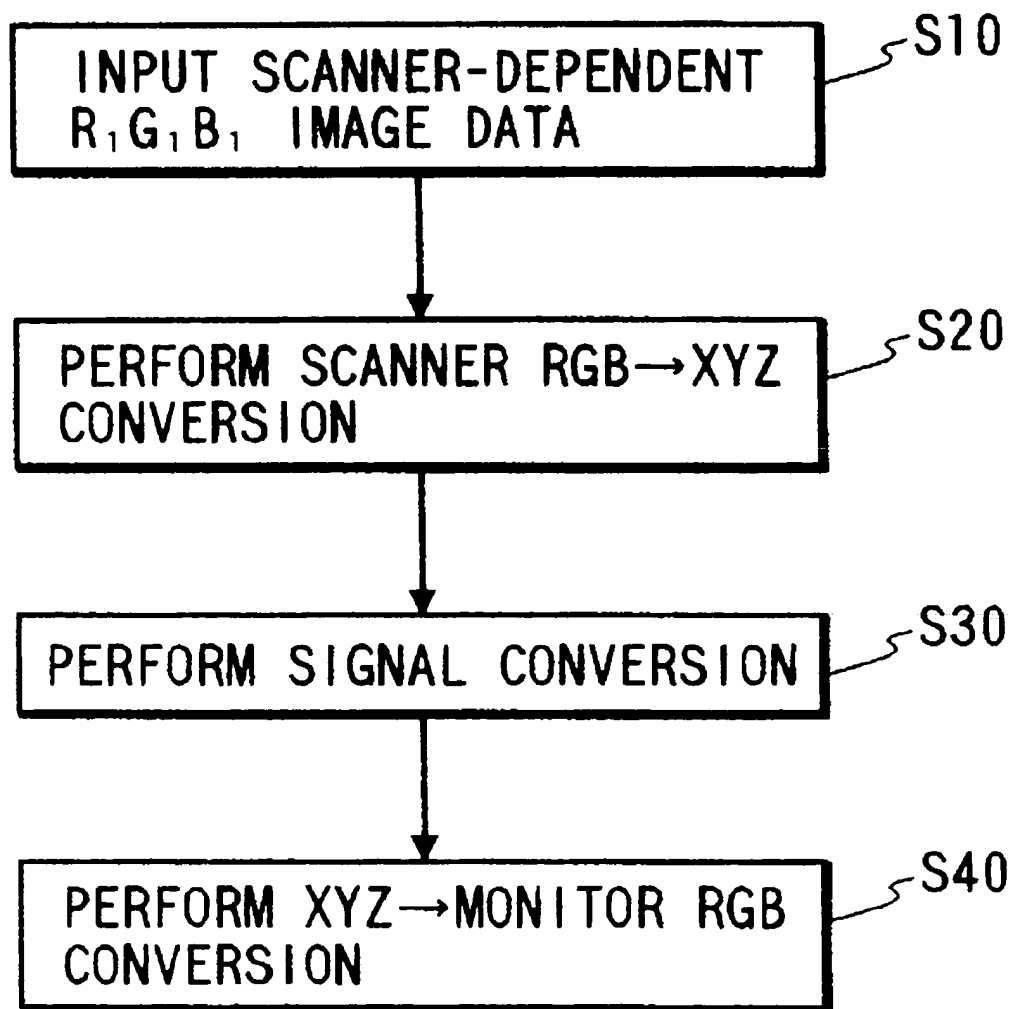 S10
INPUT SCANNER-DEPENDENT
R₁G₁B₁ IMAGE DATA
S20
PERFORM SCANNER RGB→XYZ
CONVERSION
S30
PERFORM SIGNAL CONVERSION
S40
PERFORM XYZ→MONITOR RGB
CONVERSION